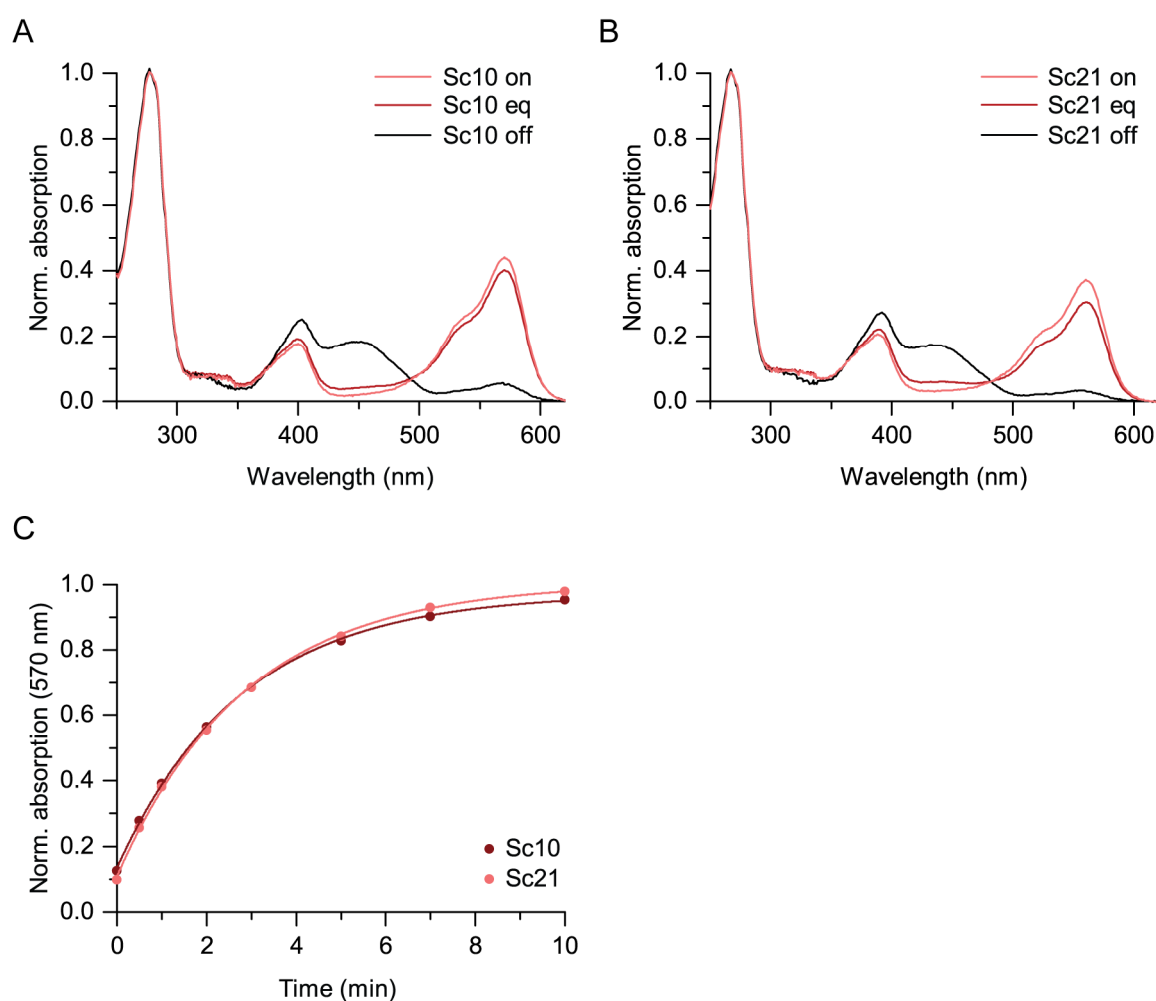 A
Norm. absorption
1.0
0.8
0.6
0.4
0.2
0.0
Sc10 on
Sc10 eq
Sc10 off
300
400
500
600
Wavelength (nm)
B
Norm. absorption
1.0
0.8
0.6
0.4
0.2
0.0
Sc21 on
Sc21 eq
Sc21 off
300
400
500
600
Wavelength (nm)
C
Norm. absorption (570 nm)
1.0
0.8
0.6
0.4
0.2
0.0
Sc10
Sc21
0
2
4
6
8
10
Time (min)